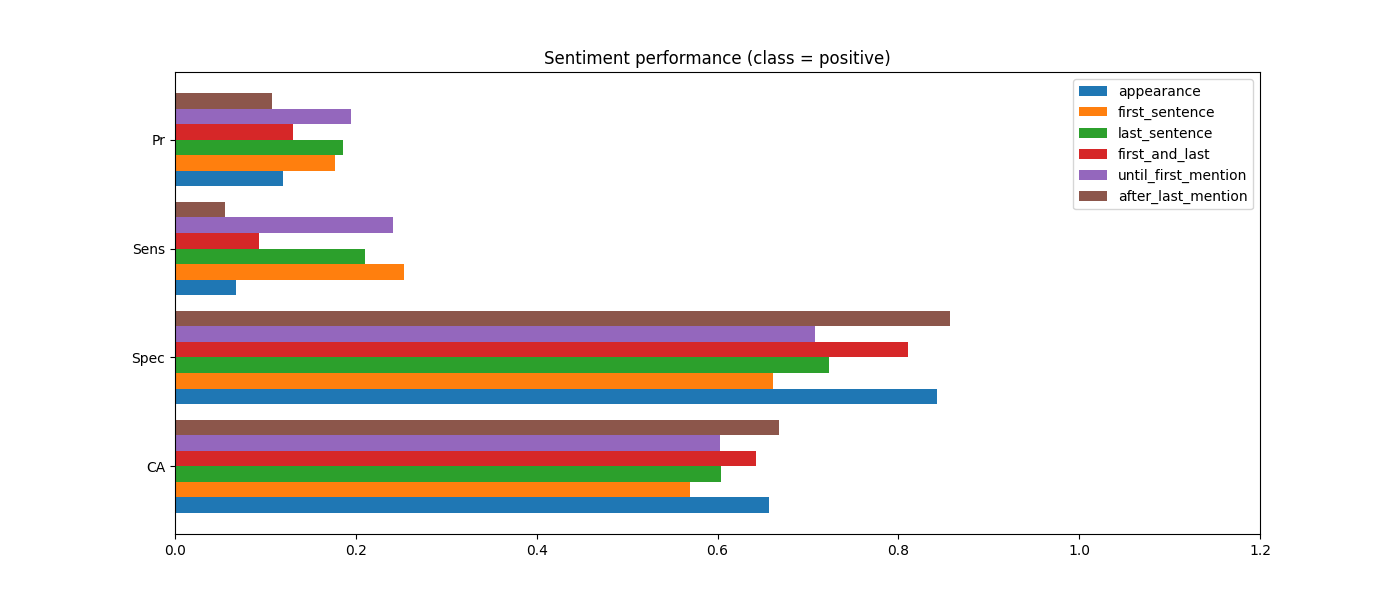 Sentiment performance (class = positive)
appearance
first_sentence
last_sentence
first_and_last
until_first_mention
after_last_mention
Pr
Sens
Spec
CA
0.0 0.2 0.4 0.6 0.8 1.0 1.2